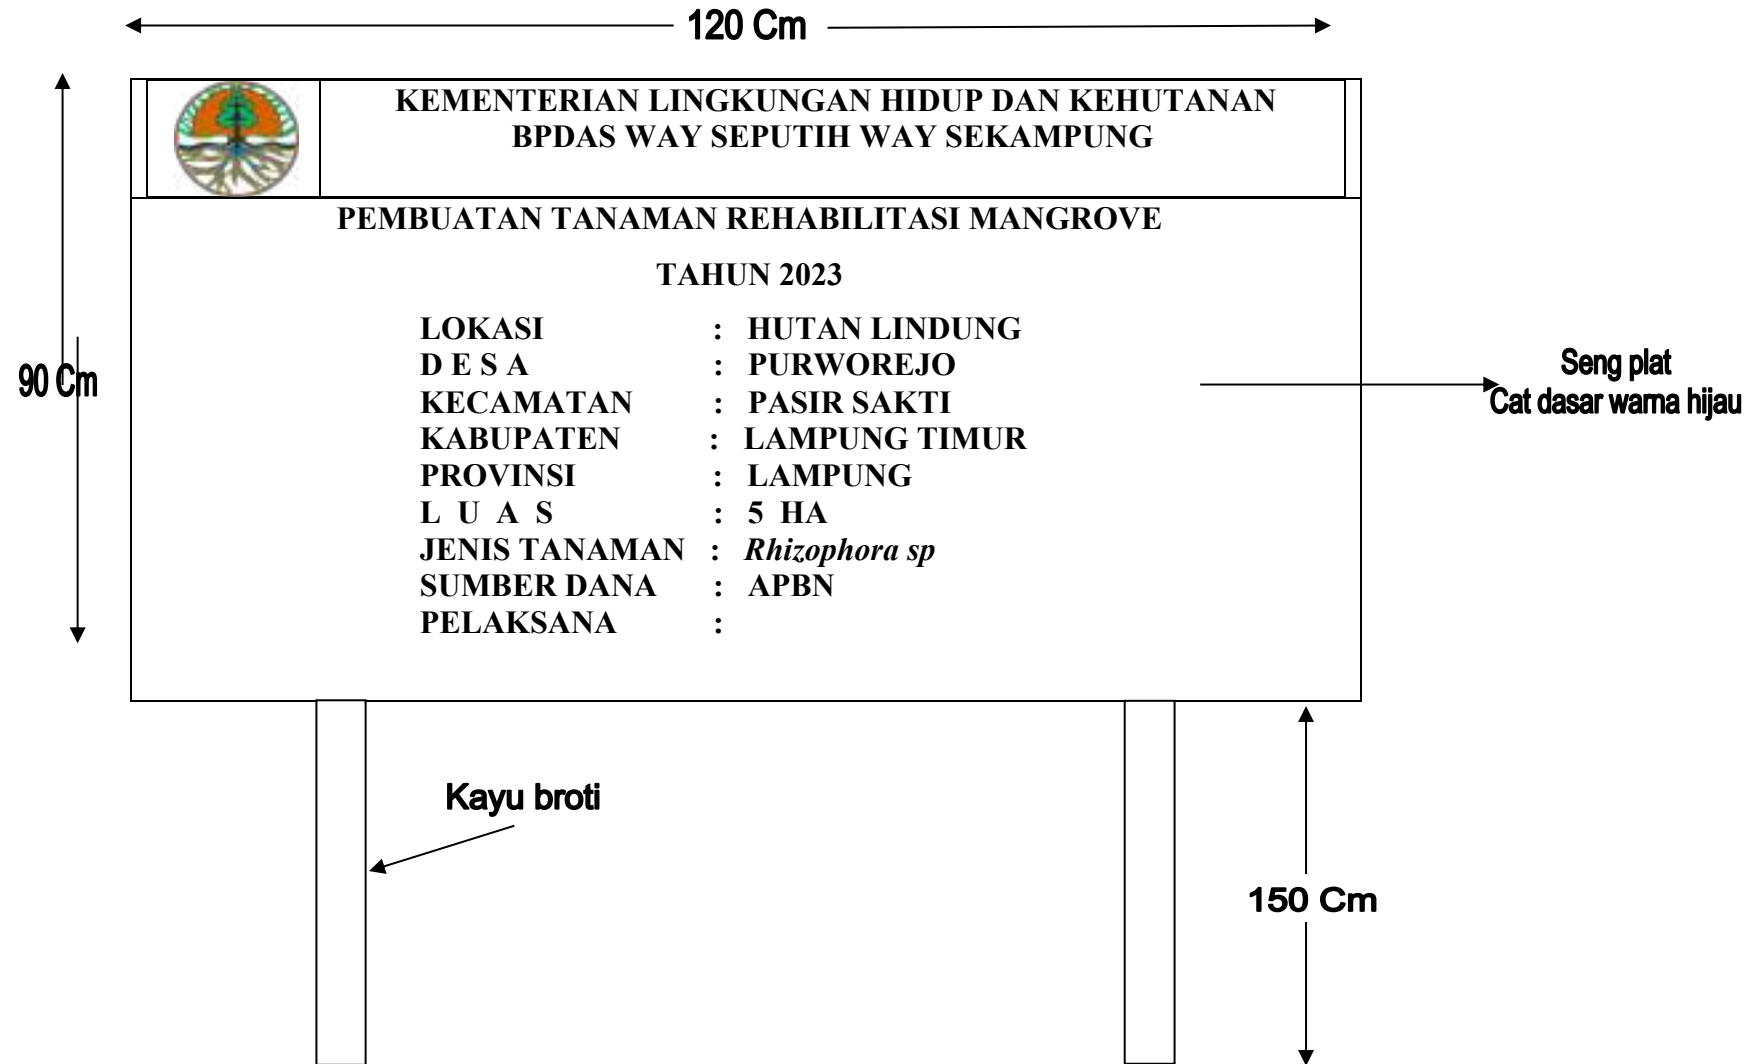 120 Cm
KEMENTERIAN LINGKUNGAN HIDUP DAN KEHUTANAN
BPDAS WAY SEPUTIH WAY SEKAMPUNG
PEMBUATAN TANAMAN REHABILITASI MANGROVE
TAHUN 2023
LOKASI : HUTAN LINDUNG
D E S A : PURWOREJO
KECAMATAN : PASIR SAKTI
KABUPATEN : LAMPUNG TIMUR
PROVINSI : LAMPUNG
L U A S : 5 HA
JENIS TANAMAN : Rhizophora sp
SUMBER DANA : APBN
PELAKSANA :
90 Cm
Seng plat
Cat dasar warna hijau
Kayu broti
150 Cm